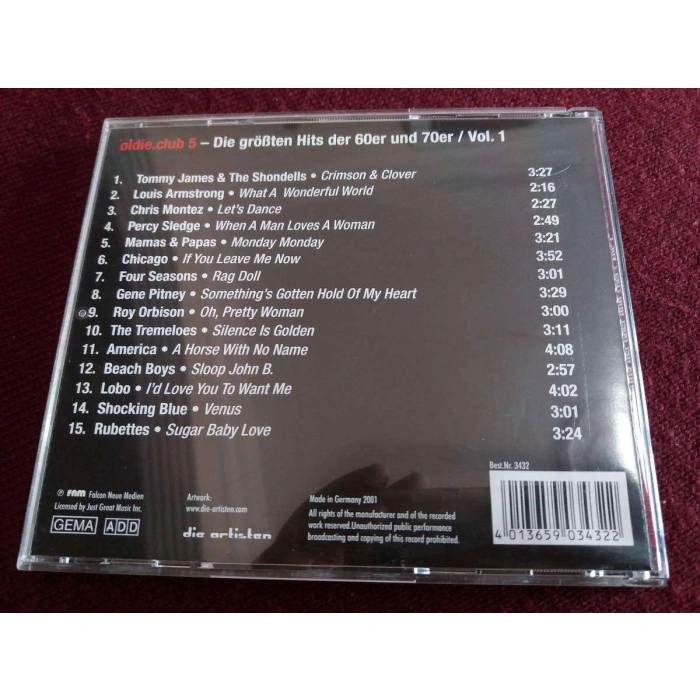 oldie.club 5 – Die größten Hits der 60er und 70er / Vol. 1
1. Tommy James & The Shondells • Crimson & Clover 3:27
2. Louis Armstrong • What A Wonderful World 2:16
3. Chris Montez • Let's Dance 2:27
4. Percy Sledge • When A Man Loves A Woman 2:49
5. Mamas & Papas • Monday Monday 3:21
6. Chicago • If You Leave Me Now 3:52
7. Four Seasons • Rag Doll 3:01
8. Gene Pitney • Something's Gotten Hold Of My Heart 3:29
9. Roy Orbison • Oh, Pretty Woman 3:00
10. The Tremeloes • Silence Is Golden 3:11
11. America • A Horse With No Name 4:08
12. Beach Boys • Sloop John B. 2:57
13. Lobo • I'd Love You To Want Me 4:02
14. Shocking Blue • Venus 3:01
15. Rubettes • Sugar Baby Love 3:24
Best.Nr. 3432
℗ FNM Falcon Neue Medien
Licensed by Just Great Music Inc.
GEMA ADD
Artwork:
www.die-artisten.com
die artisten
Made in Germany 2001
All rights of the manufacturer and of the recorded
work reserved.Unauthorized public performance
broadcasting and copying of this record prohibited.
4 013659 034322